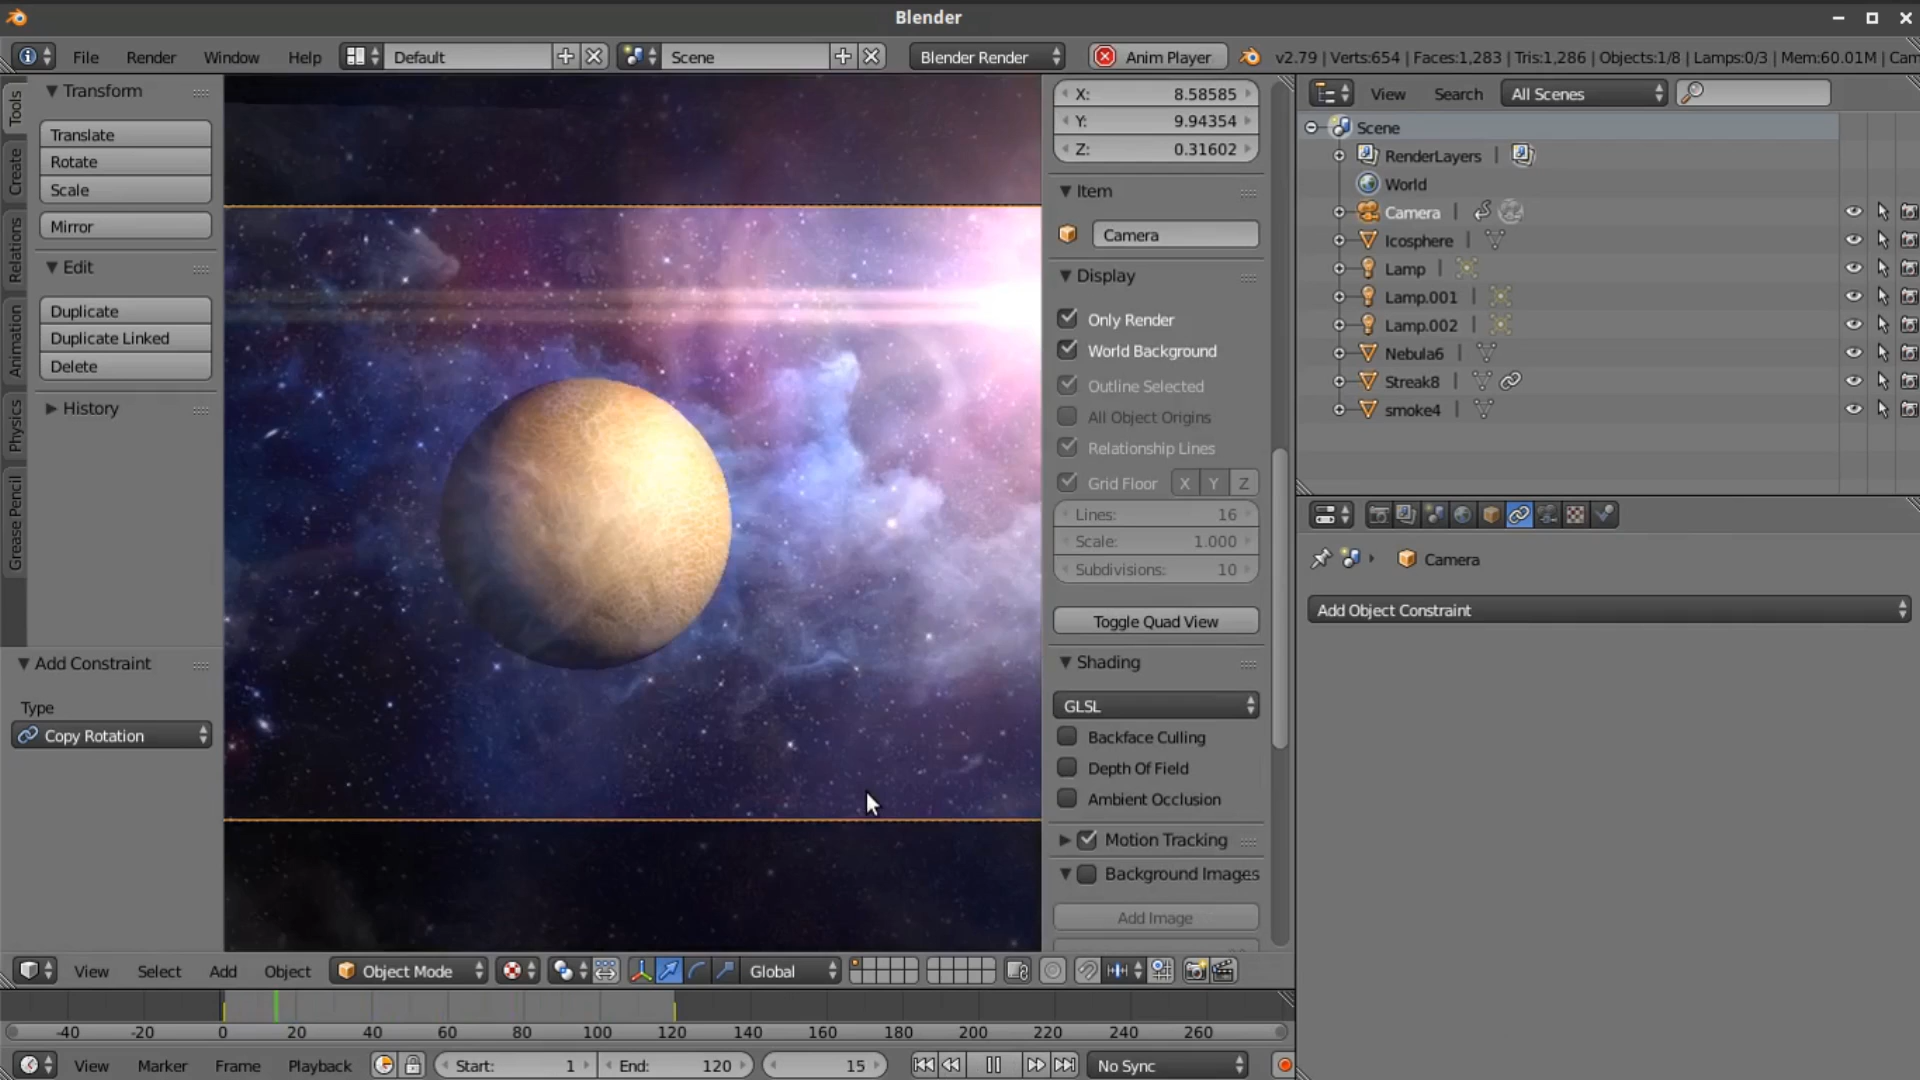 Blender
File Render Window Help Default Scene Blender Render Anim Player v2.79 | Verts:654 | Faces:1,283 | Tris:1,286 | Objects:1/8 | Lamps:0/3 | Mem:60.01M | Cam
Tools
Create
Relations
Animation
Physics
Grease Pencil
Transform
Translate
Rotate
Scale
Mirror
Edit
Duplicate
Duplicate Linked
Delete
History
Add Constraint
Type
Copy Rotation
X: 8.58585
Y: 9.94354
Z: 0.31602
Item
Camera
Display
Only Render
World Background
Outline Selected
All Object Origins
Relationship Lines
Grid Floor X Y Z
Lines: 16
Scale: 1.000
Subdivisions: 10
Toggle Quad View
Shading
GLSL
Backface Culling
Depth Of Field
Ambient Occlusion
Motion Tracking
Background Images
Add Image
View Search All Scenes
Scene
RenderLayers |
World
Camera |
Icosphere |
Lamp |
Lamp.001 |
Lamp.002 |
Nebula6 |
Streak8 |
smoke4 |
Camera
Add Object Constraint
View Select Add Object Object Mode Global
-40 -20 0 20 40 60 80 100 120 140 160 180 200 220 240 260
View Marker Frame Playback Start: 1 End: 120 15 No Sync